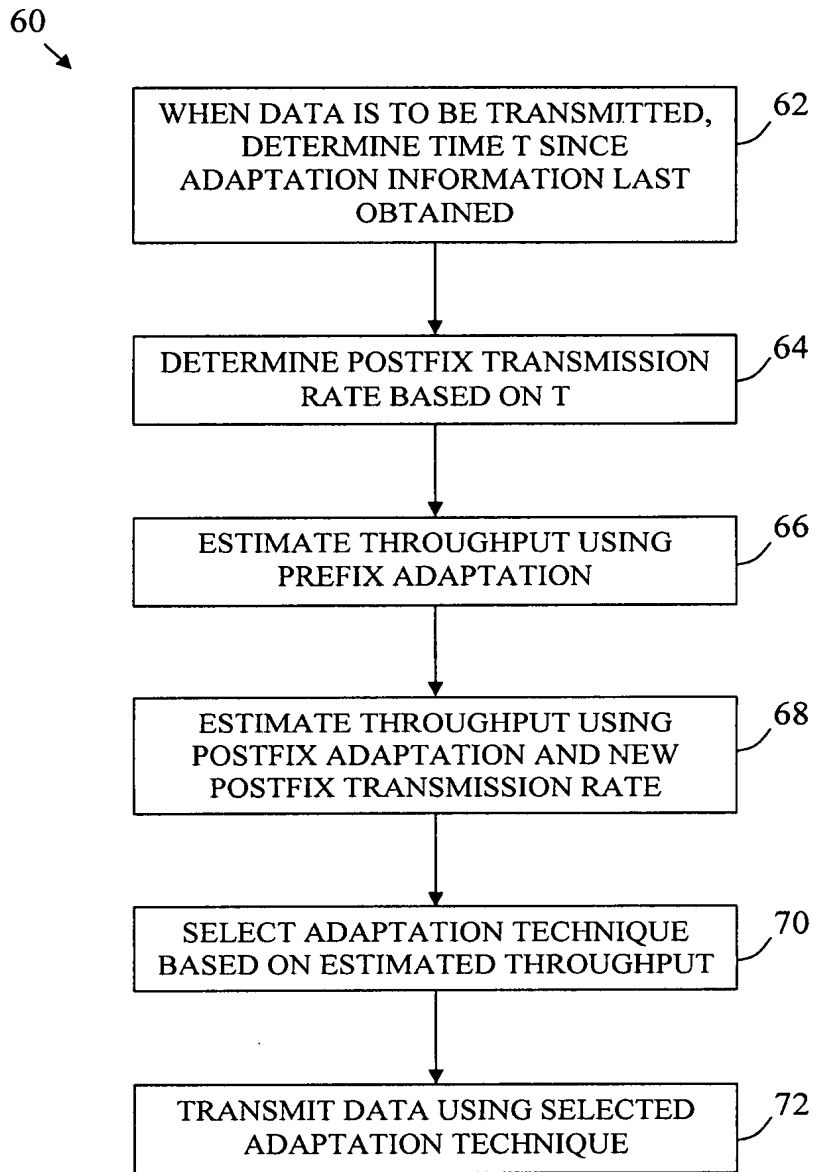 60
WHEN DATA IS TO BE TRANSMITTED,
DETERMINE TIME T SINCE
ADAPTATION INFORMATION LAST
OBTAINED
62
DETERMINE POSTFIX TRANSMISSION
RATE BASED ON T
64
ESTIMATE THROUGHPUT USING
PREFIX ADAPTATION
66
ESTIMATE THROUGHPUT USING
POSTFIX ADAPTATION AND NEW
POSTFIX TRANSMISSION RATE
68
SELECT ADAPTATION TECHNIQUE
BASED ON ESTIMATED THROUGHPUT
70
TRANSMIT DATA USING SELECTED
ADAPTATION TECHNIQUE
72